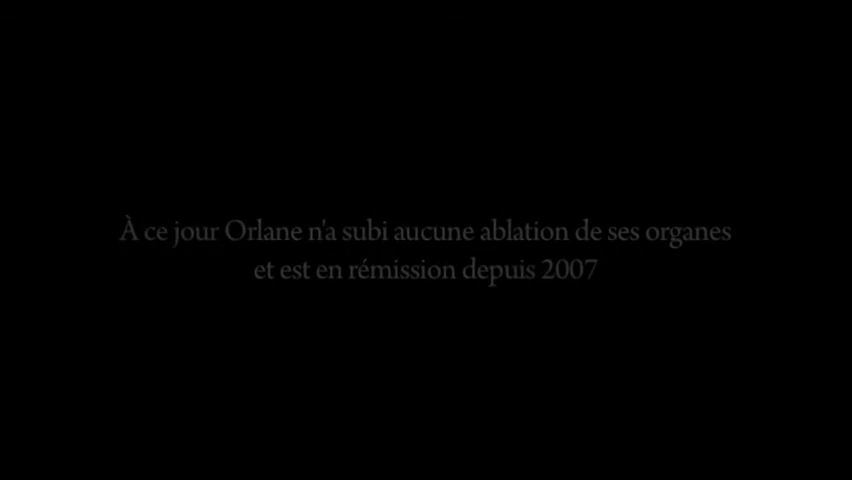 À ce jour Orlane n'a subi aucune ablation de ses organes
et est en rémission depuis 2007